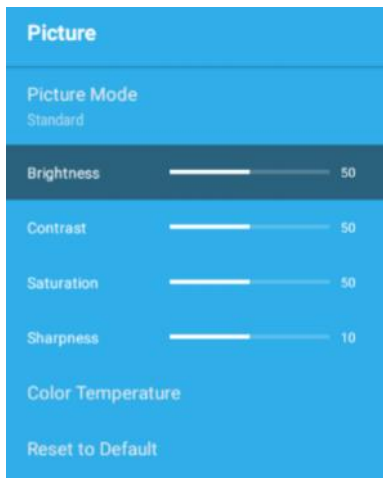 Picture
Picture Mode
Standard
Brightness 50
Contrast 50
Saturation 50
Sharpness 10
Color Temperature
Reset to Default